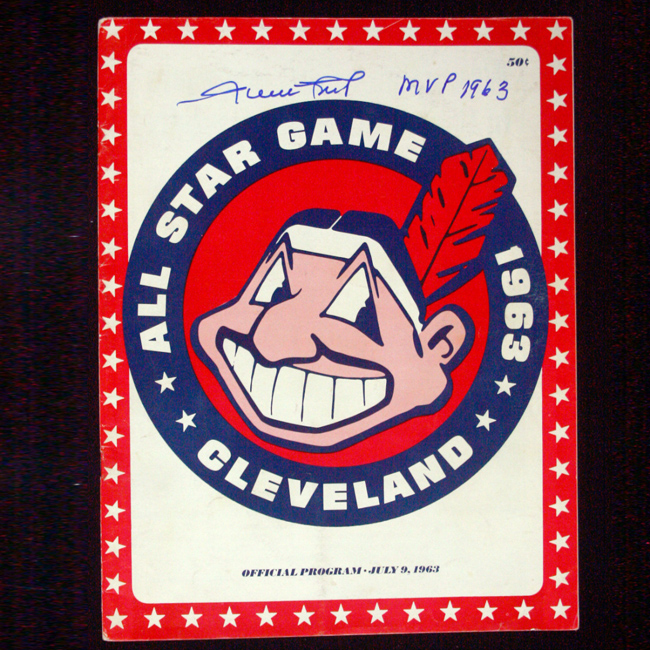 50¢
MVP 1963
ALL STAR GAME 1963
CLEVELAND
OFFICIAL PROGRAM · JULY 9, 1963